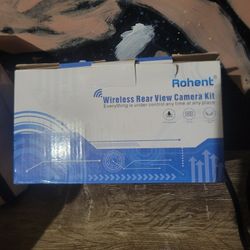 Rohent
Wireless Rear View Camera Kit
Everything is under control any time at any place